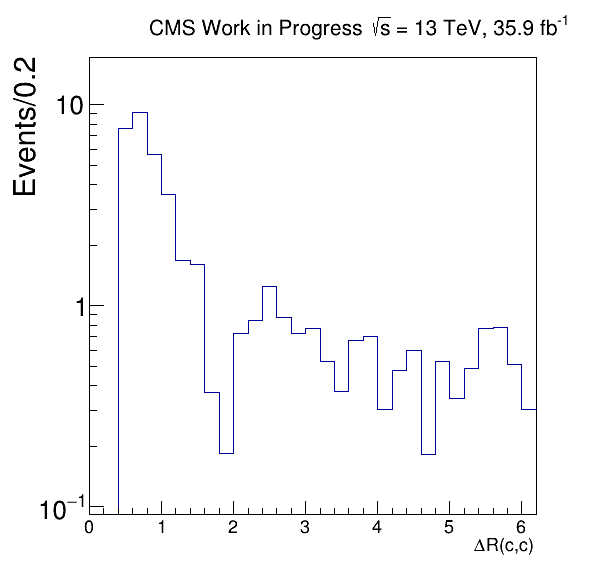 CMS Work in Progress √s = 13 TeV, 35.9 fb⁻¹
Events/0.2
10
1
10⁻¹
0 1 2 3 4 5 6
ΔR(c,c)